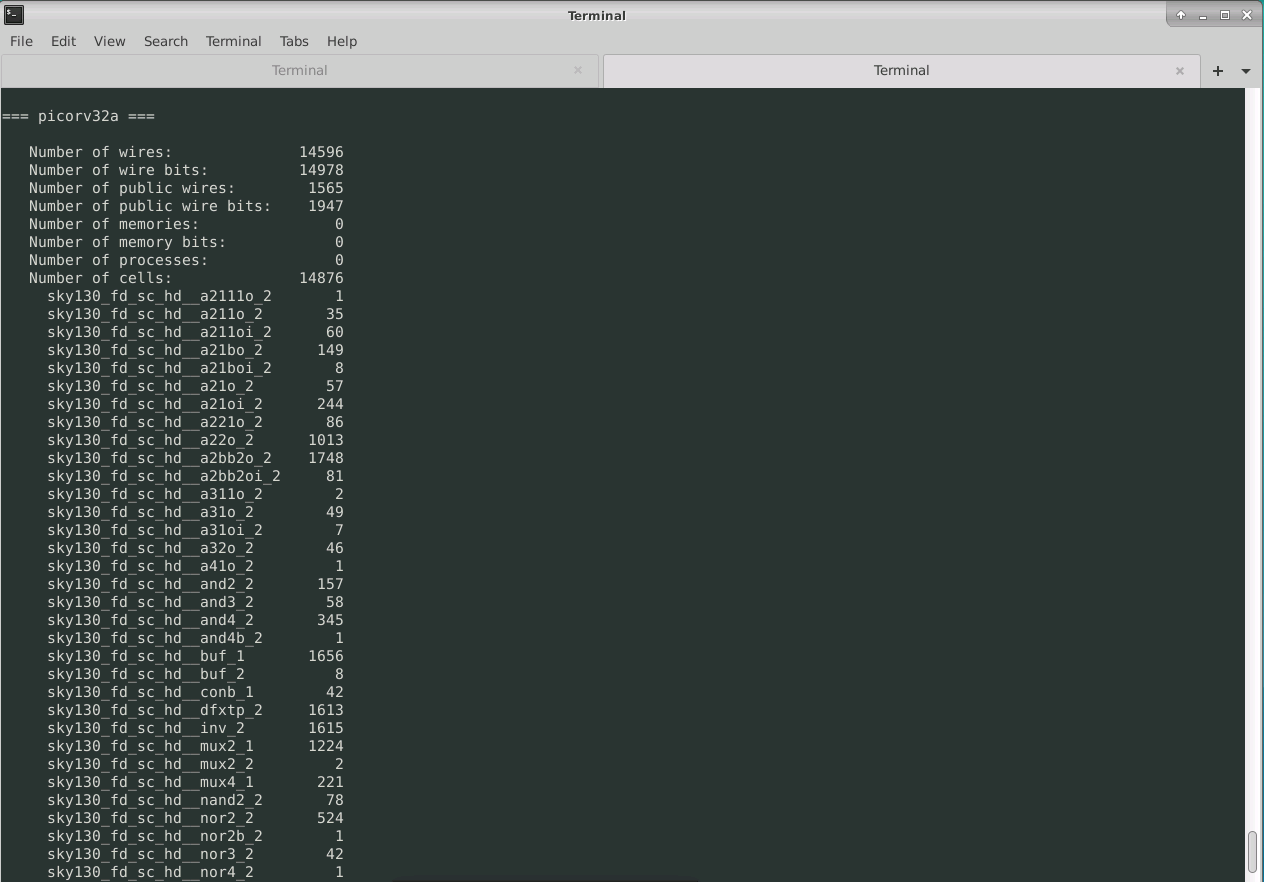 Terminal
File Edit View Search Terminal Tabs Help
Terminal Terminal
=== picorv32a ===
Number of wires: 14596
Number of wire bits: 14978
Number of public wires: 1565
Number of public wire bits: 1947
Number of memories: 0
Number of memory bits: 0
Number of processes: 0
Number of cells: 14876
sky130_fd_sc_hd__a2111o_2 1
sky130_fd_sc_hd__a211o_2 35
sky130_fd_sc_hd__a211oi_2 60
sky130_fd_sc_hd__a21bo_2 149
sky130_fd_sc_hd__a21boi_2 8
sky130_fd_sc_hd__a21o_2 57
sky130_fd_sc_hd__a21oi_2 244
sky130_fd_sc_hd__a221o_2 86
sky130_fd_sc_hd__a22o_2 1013
sky130_fd_sc_hd__a2bb2o_2 1748
sky130_fd_sc_hd__a2bb2oi_2 81
sky130_fd_sc_hd__a311o_2 2
sky130_fd_sc_hd__a31o_2 49
sky130_fd_sc_hd__a31oi_2 7
sky130_fd_sc_hd__a32o_2 46
sky130_fd_sc_hd__a41o_2 1
sky130_fd_sc_hd__and2_2 157
sky130_fd_sc_hd__and3_2 58
sky130_fd_sc_hd__and4_2 345
sky130_fd_sc_hd__and4b_2 1
sky130_fd_sc_hd__buf_1 1656
sky130_fd_sc_hd__buf_2 8
sky130_fd_sc_hd__conb_1 42
sky130_fd_sc_hd__dfxtp_2 1613
sky130_fd_sc_hd__inv_2 1615
sky130_fd_sc_hd__mux2_1 1224
sky130_fd_sc_hd__mux2_2 2
sky130_fd_sc_hd__mux4_1 221
sky130_fd_sc_hd__nand2_2 78
sky130_fd_sc_hd__nor2_2 524
sky130_fd_sc_hd__nor2b_2 1
sky130_fd_sc_hd__nor3_2 42
sky130_fd_sc_hd__nor4_2 1